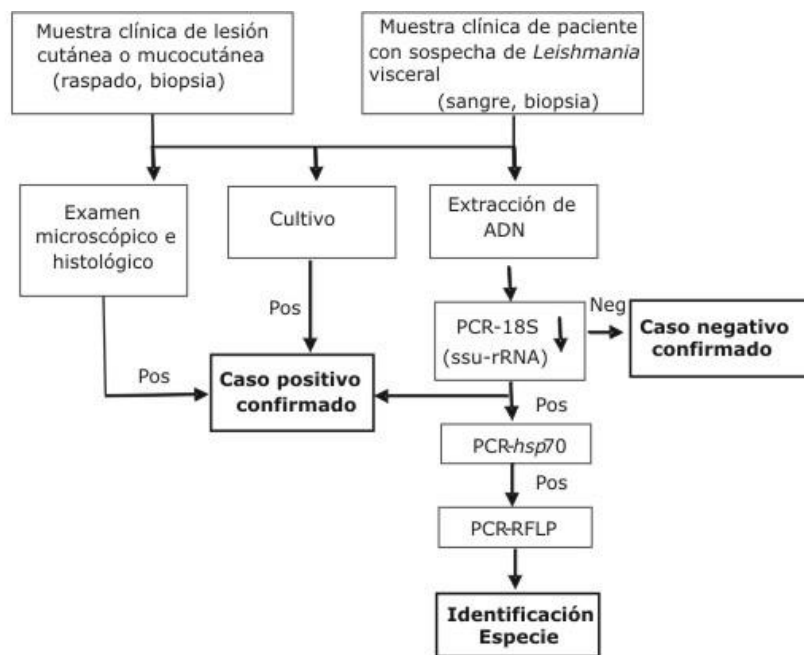 Muestra clínica de lesión
cutánea o mucocutánea
(raspado, biopsia)
Muestra clínica de paciente
con sospecha de Leishmania
visceral
(sangre, biopsia)
Examen
microscópico e
histológico
Cultivo
Extracción de
ADN
Pos
Pos
PCR-18S
(ssu-rRNA)
Neg
Caso negativo
confirmado
Caso positivo
confirmado
Pos
PCR-hsp70
Pos
PCR-RFLP
Identificación
Especie